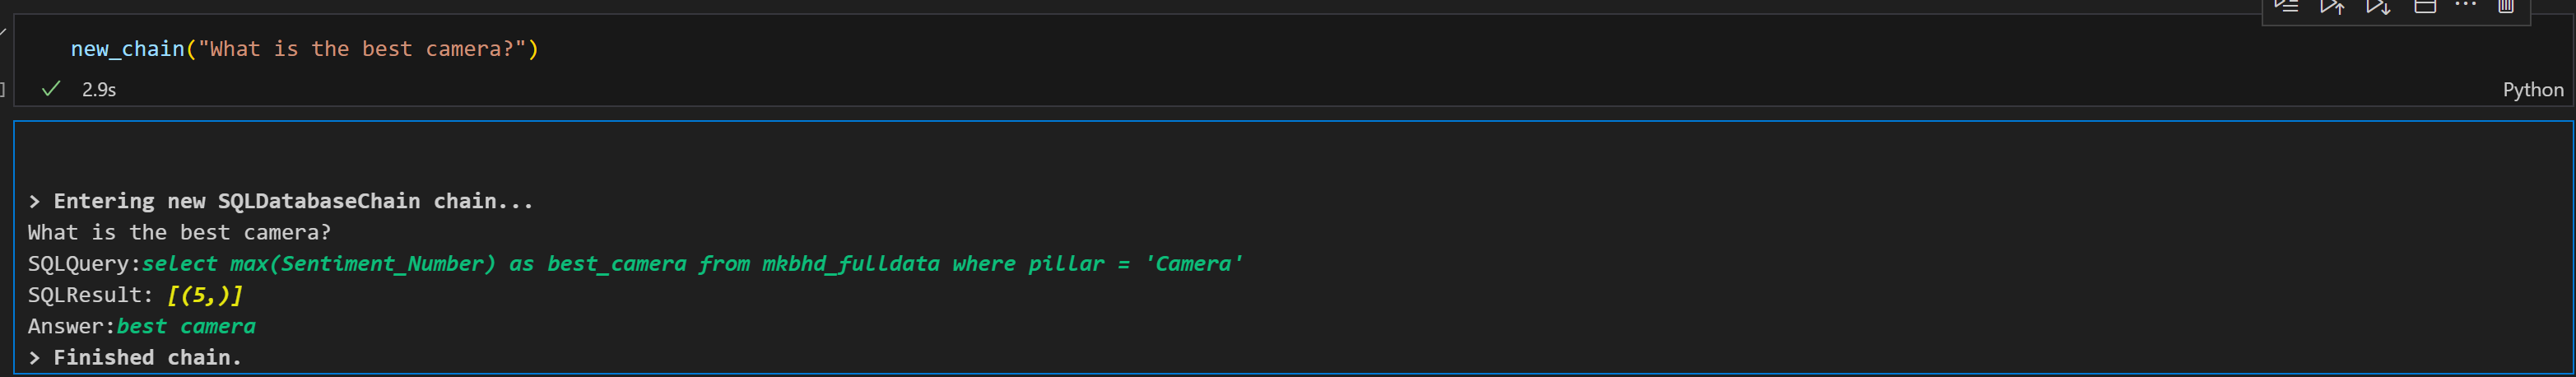 new_chain("What is the best camera?")
2.9s
Python
> Entering new SQLDatabaseChain chain...
What is the best camera?
SQLQuery:select max(Sentiment_Number) as best_camera from mkbhd_fulldata where pillar = 'Camera'
SQLResult: [(5,)]
Answer:best camera
> Finished chain.